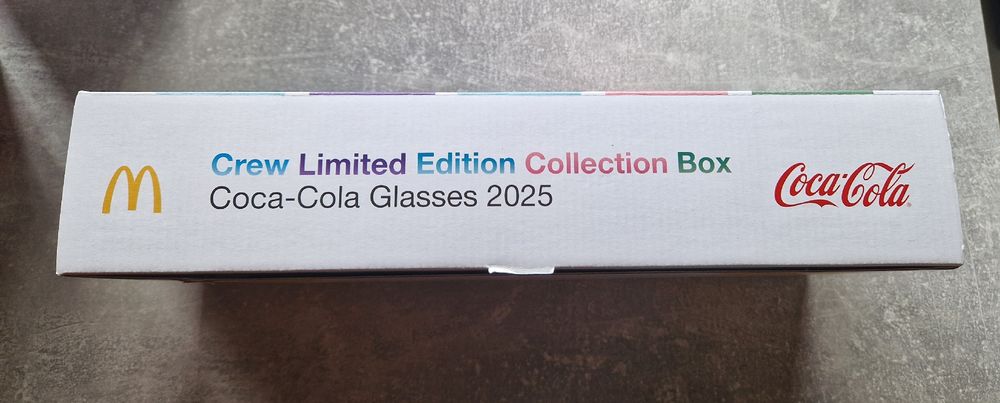 Crew Limited Edition Collection Box
Coca-Cola Glasses 2025
Coca-Cola®